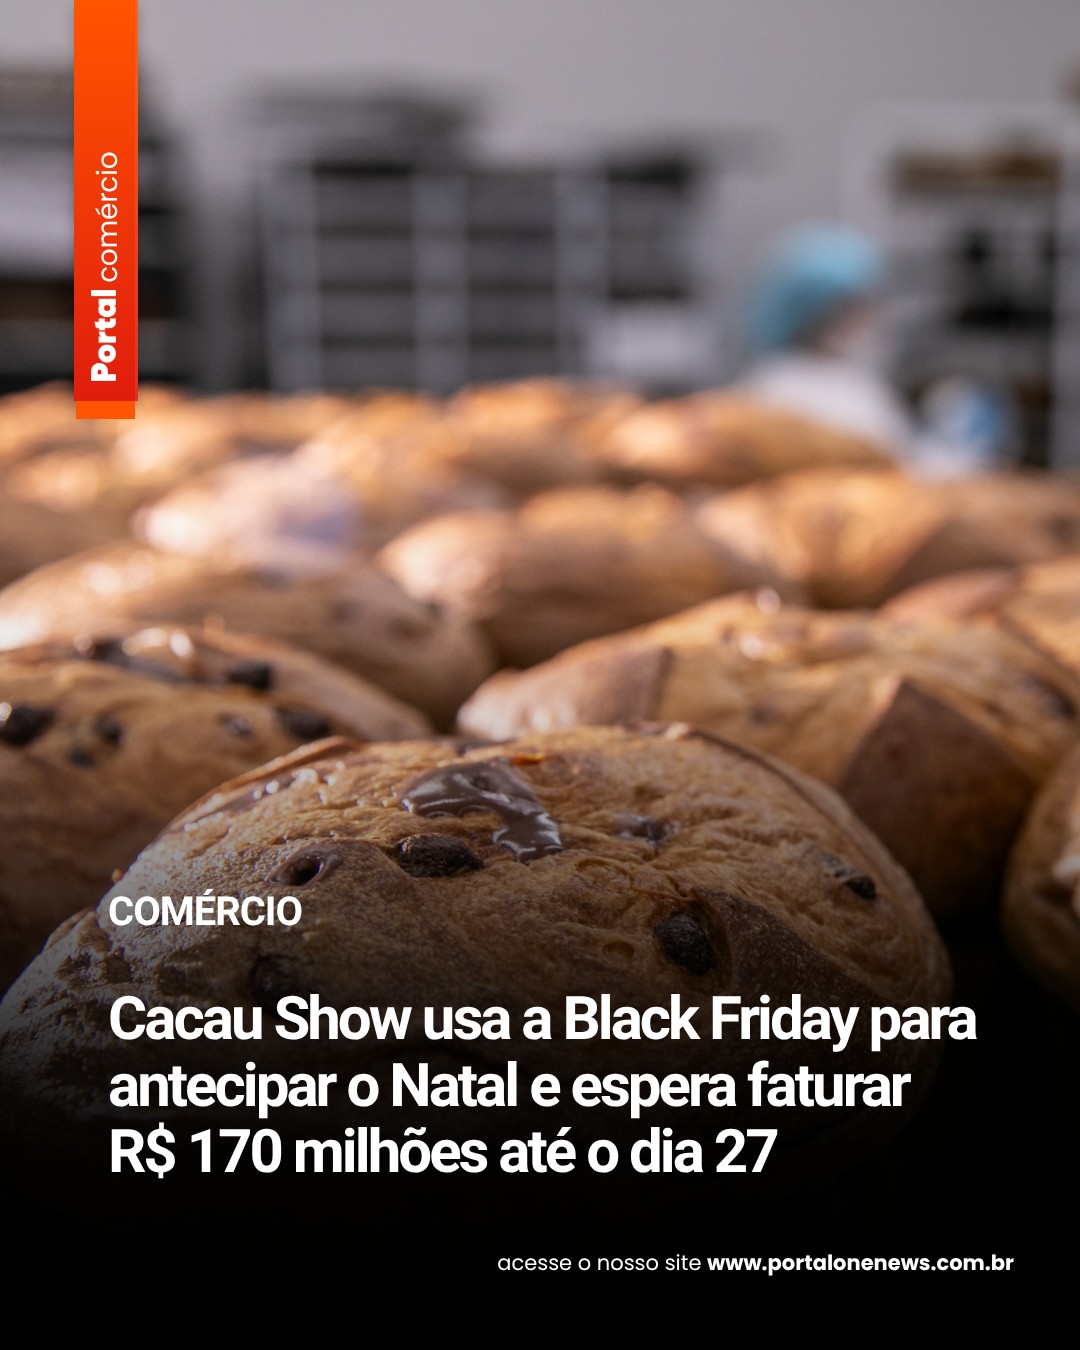 Portal comércio
COMÉRCIO
Cacau Show usa a Black Friday para
antecipar o Natal e espera faturar
R$ 170 milhões até o dia 27
acesse o nosso site www.portalonenews.com.br